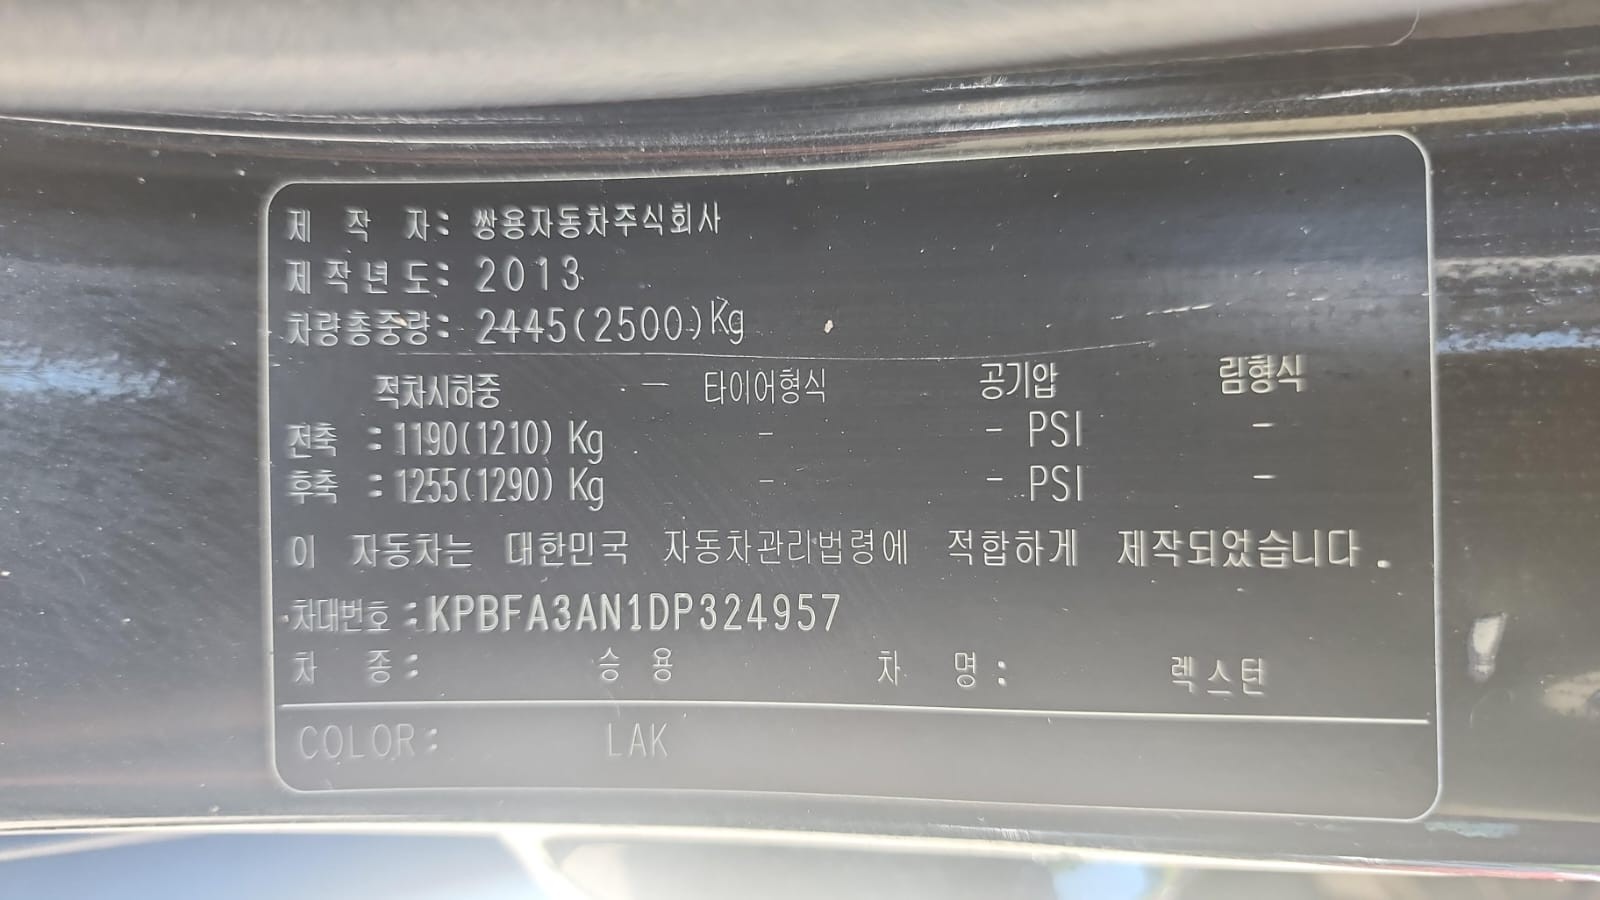 제 작 자: 쌍용자동차주식회사
제작년도: 2013
차량총중량: 2445(2500)Kg
적차시하중 — 타이어형식 공기압 림형식
전축 :1190(1210) Kg - - PSI -
후축 :1255(1290) Kg - - PSI -
이 자동차는 대한민국 자동차관리법령에 적합하게 제작되었습니다.
차대번호:KPBFA3AN1DP324957
차 종: 승 용 차 명: 렉스턴
COLOR: LAK